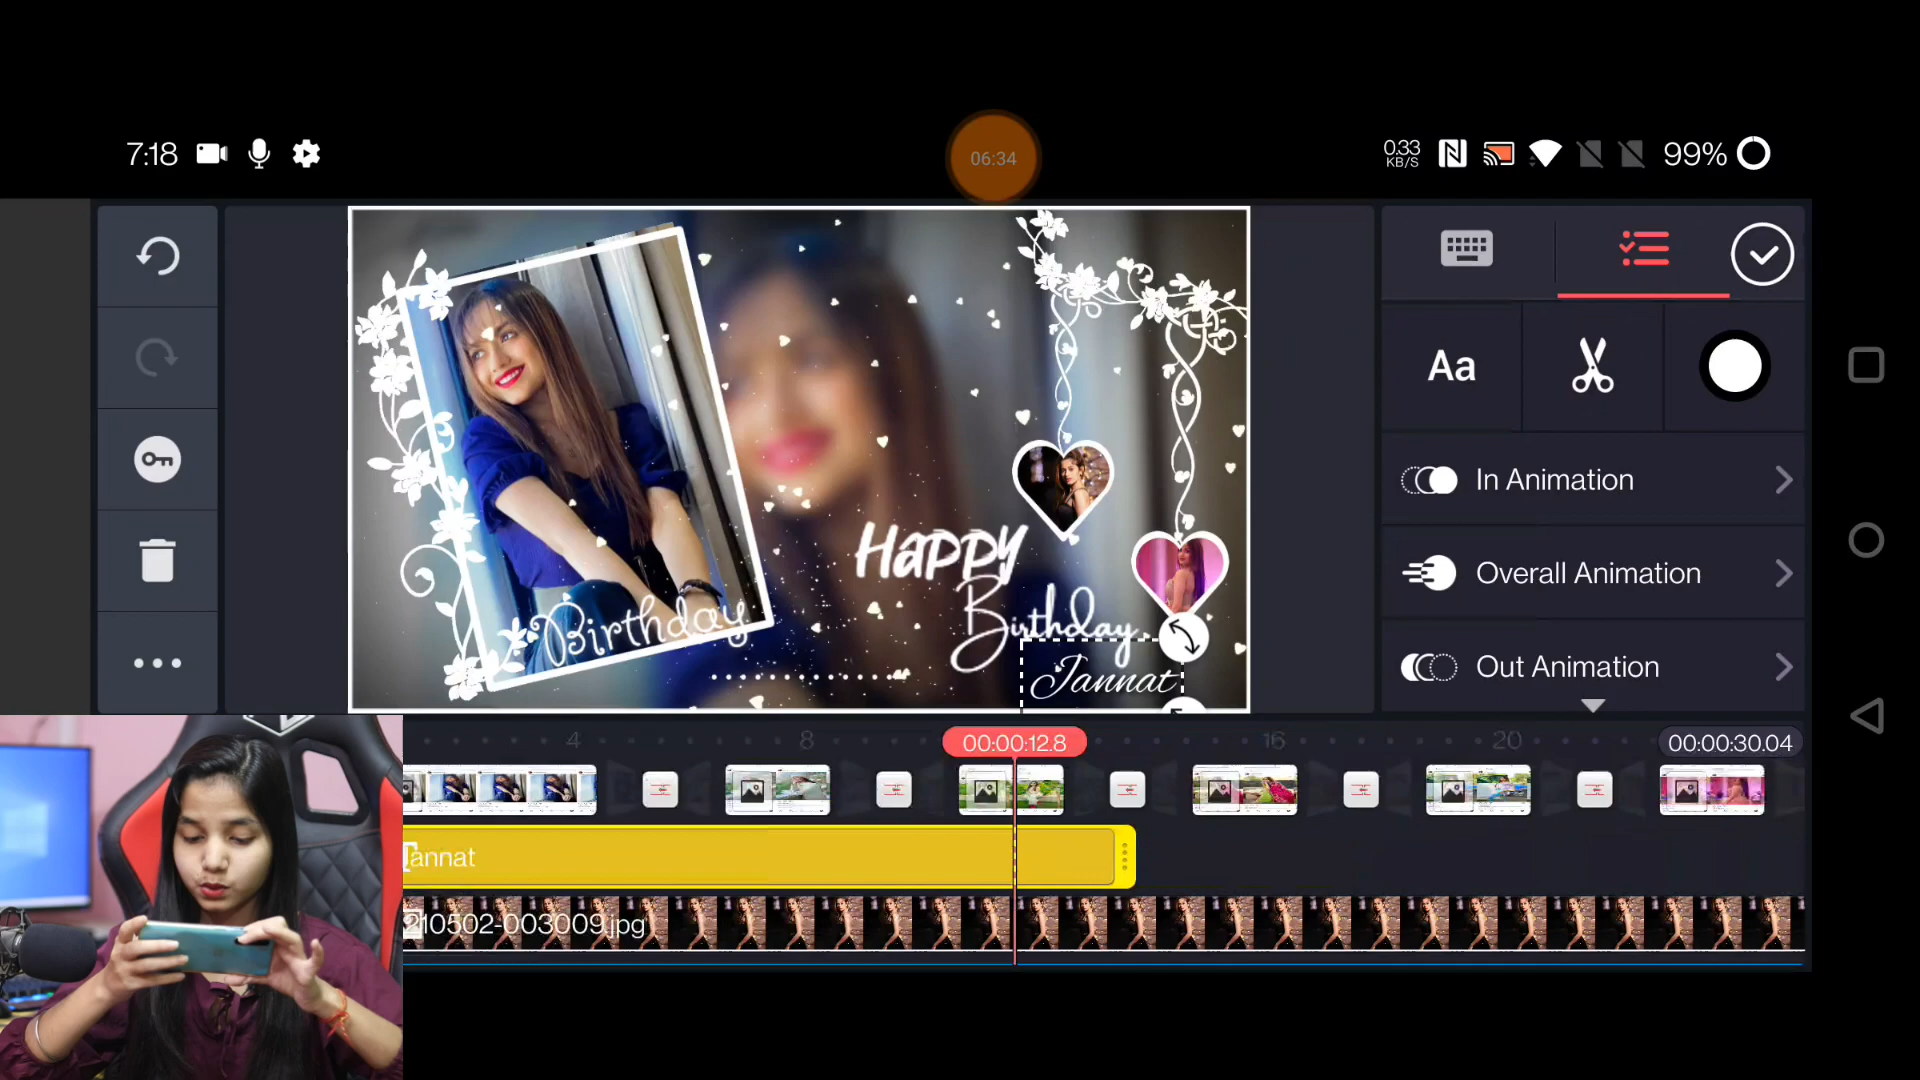 7:18
06:34
0.33
KB/S
99%
Aa
In Animation
Overall Animation
Out Animation
Happy
Birthday
Birthday
Jannat
4
8
00:00:12.8
16
20
00:00:30.04
Jannat
210502-003009.jpg